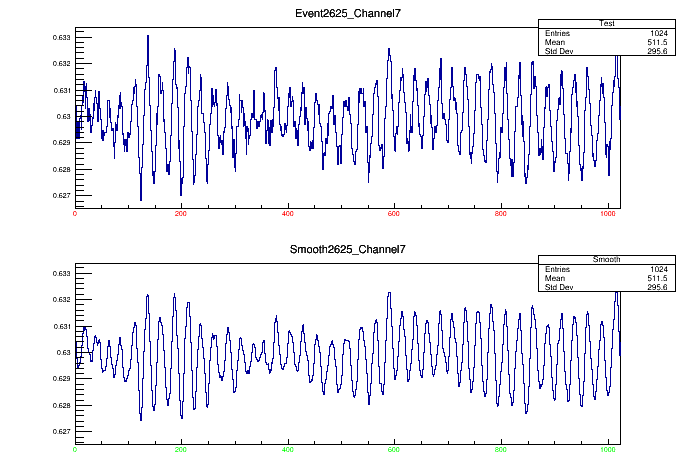 Event2625_Channel7
Test
Entries 1024
Mean 511.5
Std Dev 295.6
0.633
0.632
0.631
0.63
0.629
0.628
0.627
0 200 400 600 800 1000
Smooth2625_Channel7
Smooth
Entries 1024
Mean 511.5
Std Dev 295.6
0.633
0.632
0.631
0.63
0.629
0.628
0.627
0 200 400 600 800 1000